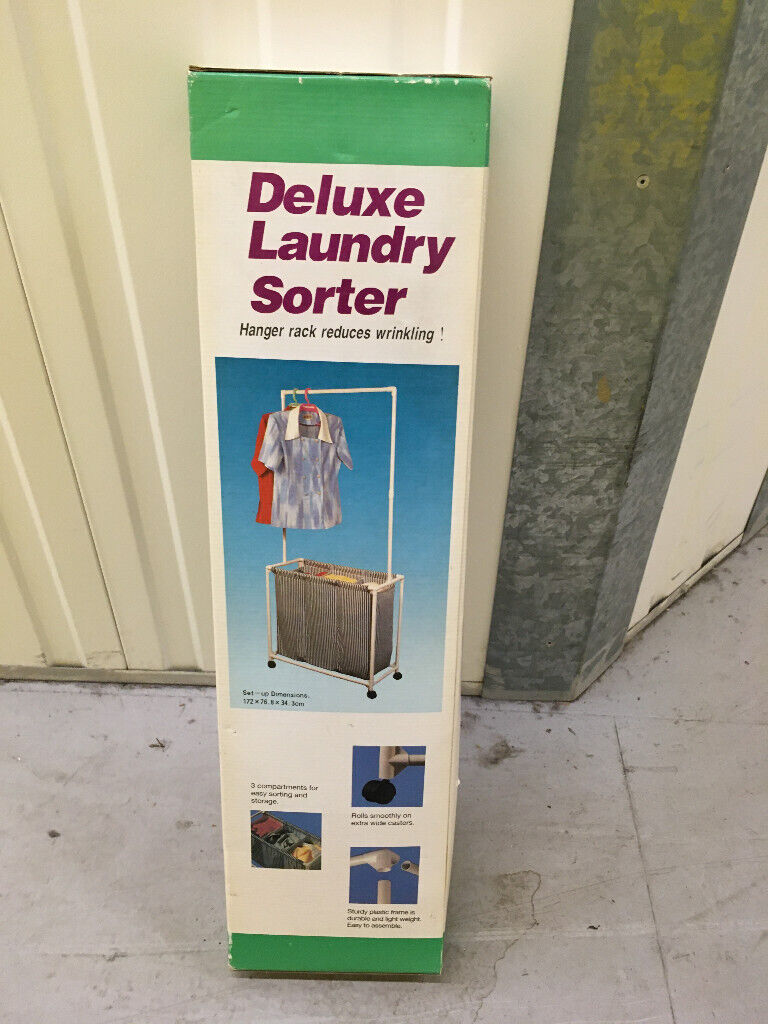 Deluxe
Laundry
Sorter
Hanger rack reduces wrinkling !
Set-up Dimensions.
172 × 76.8 × 34.3cm
3 compartments for
easy sorting and
storage.
Rolls smoothly on
extra wide casters.
Sturdy plastic frame is
durable and light weight.
Easy to assemble.